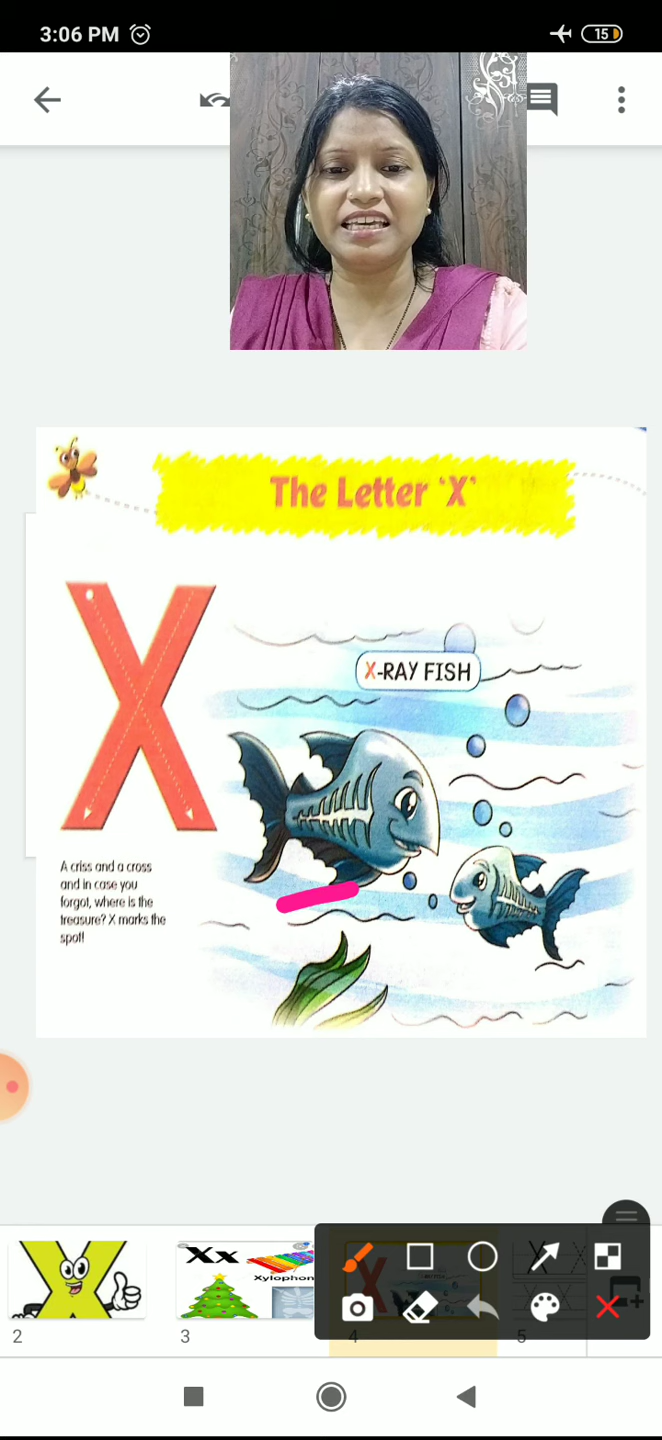 3:06 PM
15
The Letter 'X'
X-RAY FISH
X
A criss and a cross
and in case you
forgot, where is the
treasure? X marks the
spot!
X
Xx
Xylophon
2
3
4
5